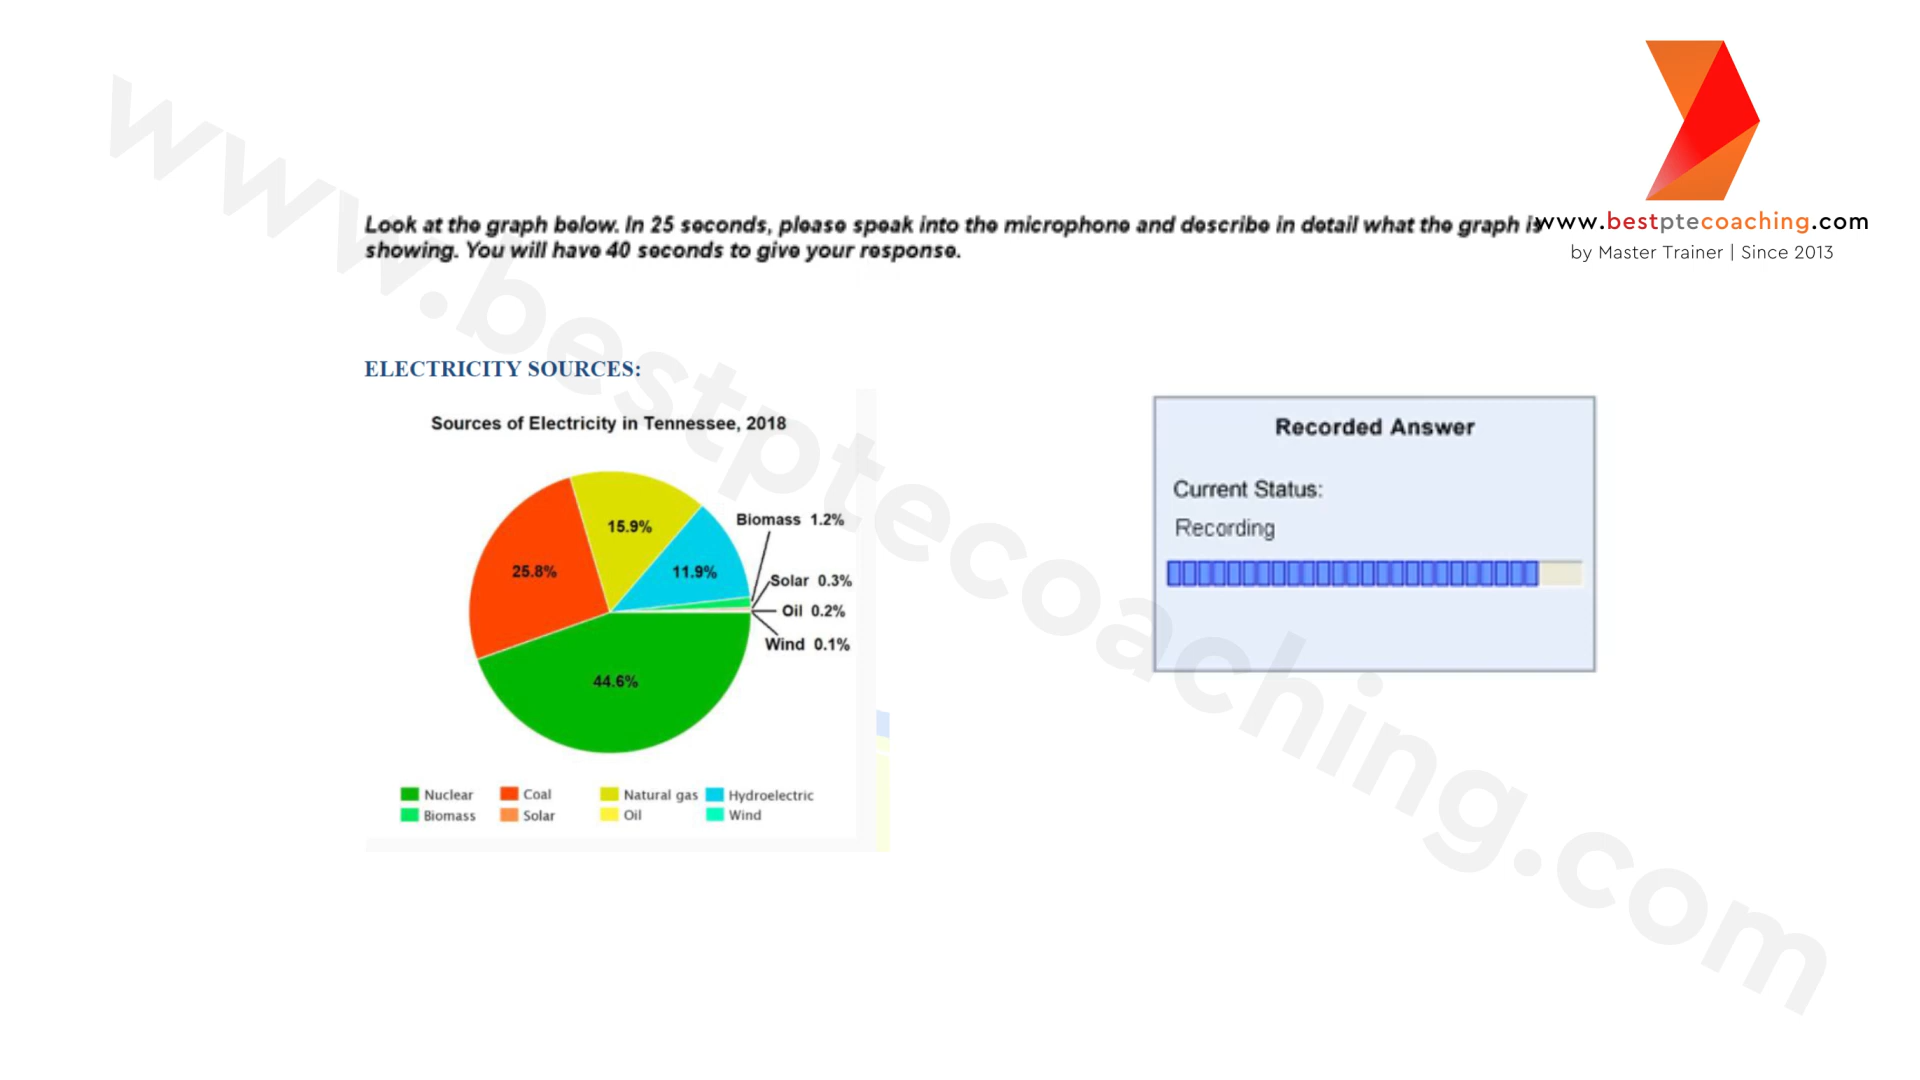 www.bestptecoaching.com
by Master Trainer | Since 2013
Look at the graph below. In 25 seconds, please speak into the microphone and describe in detail what the graph is
showing. You will have 40 seconds to give your response.
ELECTRICITY SOURCES:
Sources of Electricity in Tennessee, 2018
15.9%
25.8%
11.9%
44.6%
Biomass 1.2%
Solar 0.3%
Oil 0.2%
Wind 0.1%
Nuclear Coal Natural gas Hydroelectric
Biomass Solar Oil Wind
Recorded Answer
Current Status:
Recording
www.bestptecoaching.com